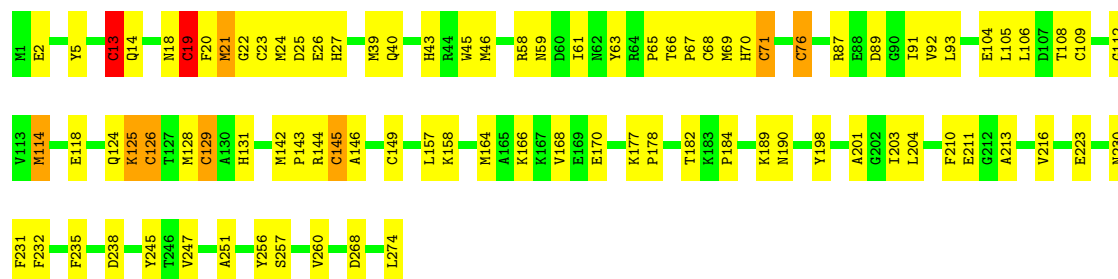 M1 E2 Y5 C13 Q14 N18 C19 F20 M21 G22 C23 M24 D25 E26 H27 M39 Q40 H43 R44 W45 M46 R58 N59 D60 I61 N62 Y63 R64 P65 T66 P67 C68 M69 H70 C71 C76 R87 E88 D89 G90 I91 V92 L93 E104 L105 L106 D107 T108 C109
V113 M114 E118 Q124 K125 C126 T127 M128 C129 A130 H131 M142 P143 R144 C145 A146 C149 L157 K158 M164 A165 K166 K167 V168 E169 E170 K177 P178 T182 K183 P184 K189 N190 Y198 A201 G202 I203 L204 F210 E211 G212 A213 V216 E223
F231 F232 F235 D238 Y245 T246 V247 A251 Y256 S257 V260 D268 L274